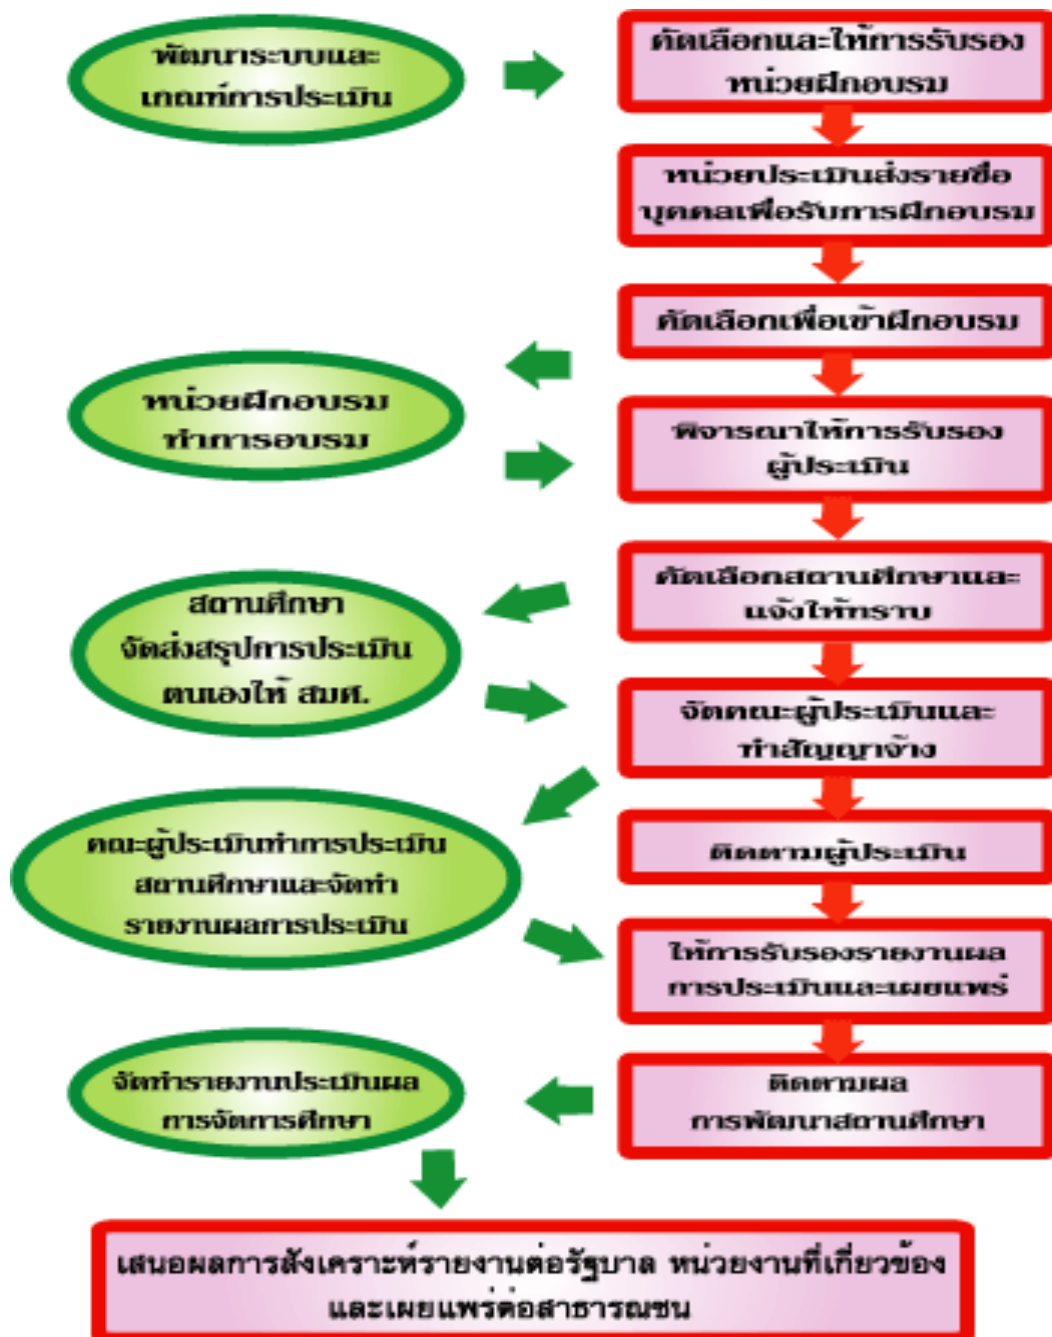 พัฒนาระบบและ
เกณฑ์การประเมิน
คัดเลือกและให้การรับรอง
หน่วยฝึกอบรม
หน่วยประเมินส่งรายชื่อ
บุคคลเพื่อรับการฝึกอบรม
คัดเลือกเพื่อเข้าฝึกอบรม
หน่วยฝึกอบรม
ทำการอบรม
พิจารณาให้การรับรอง
ผู้ประเมิน
คัดเลือกสถานศึกษาและ
แจ้งให้ทราบ
สถานศึกษา
จัดส่งสรุปการประเมิน
ตนเองให้ สมศ.
จัดคณะผู้ประเมินและ
ทำสัญญาจ้าง
คณะผู้ประเมินทำการประเมิน
สถานศึกษาและจัดทำ
รายงานผลการประเมิน
ติดตามผู้ประเมิน
ให้การรับรองรายงานผล
การประเมินและเผยแพร่
จัดทำรายงานประเมินผล
การจัดการศึกษา
ติดตามผล
การพัฒนาสถานศึกษา
เสนอผลการสังเคราะห์รายงานต่อรัฐบาล หน่วยงานที่เกี่ยวข้อง
และเผยแพร่ต่อสาธารณชน